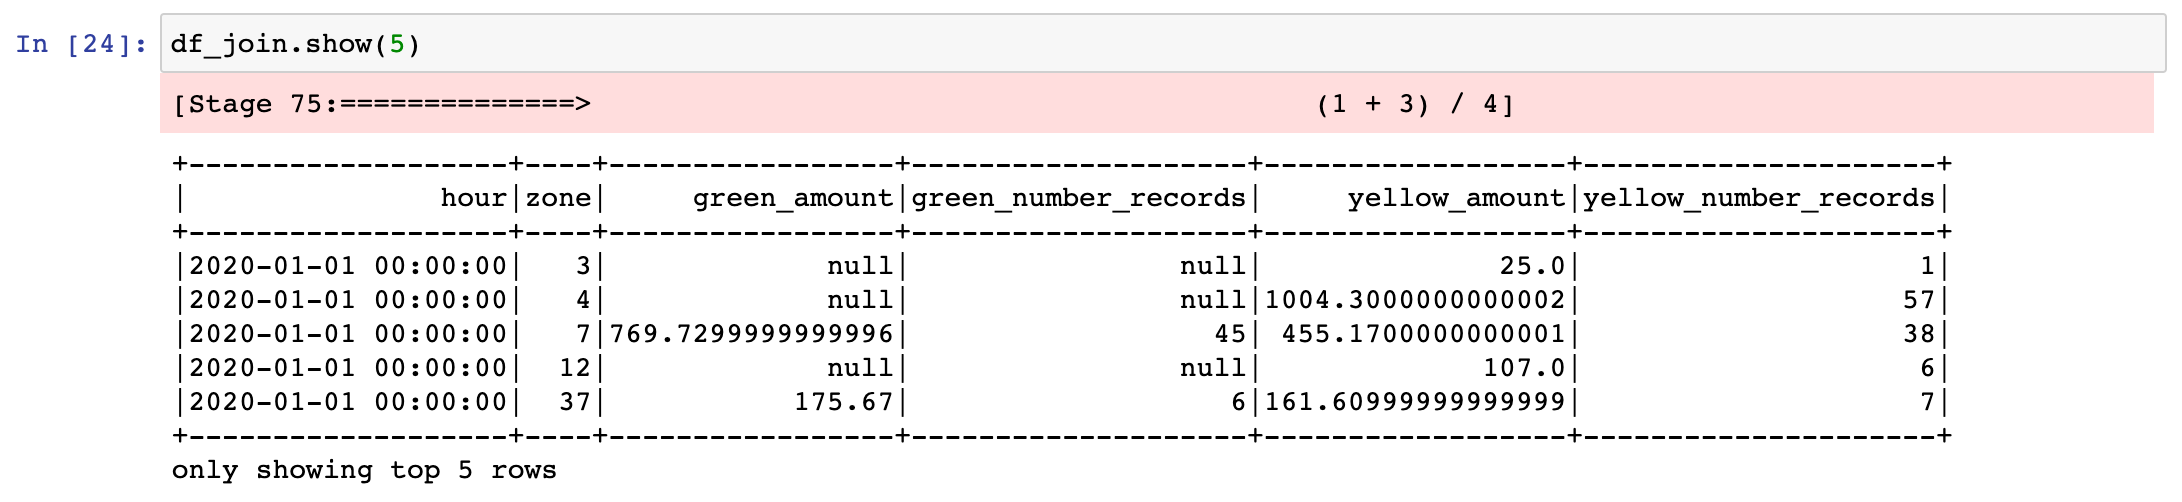 In [24]: df_join.show(5)
[Stage 75:==============>                                           (1 + 3) / 4]
+-------------------+----+-----------------+--------------------+------------------+---------------------+
|               hour|zone|     green_amount|green_number_records|     yellow_amount|yellow_number_records|
+-------------------+----+-----------------+--------------------+------------------+---------------------+
|2020-01-01 00:00:00|   3|             null|                null|              25.0|                    1|
|2020-01-01 00:00:00|   4|             null|                null|1004.3000000000002|                   57|
|2020-01-01 00:00:00|   7|769.7299999999996|                  45| 455.1700000000001|                   38|
|2020-01-01 00:00:00|  12|             null|                null|             107.0|                    6|
|2020-01-01 00:00:00|  37|           175.67|                   6|161.60999999999999|                    7|
+-------------------+----+-----------------+--------------------+------------------+---------------------+
only showing top 5 rows